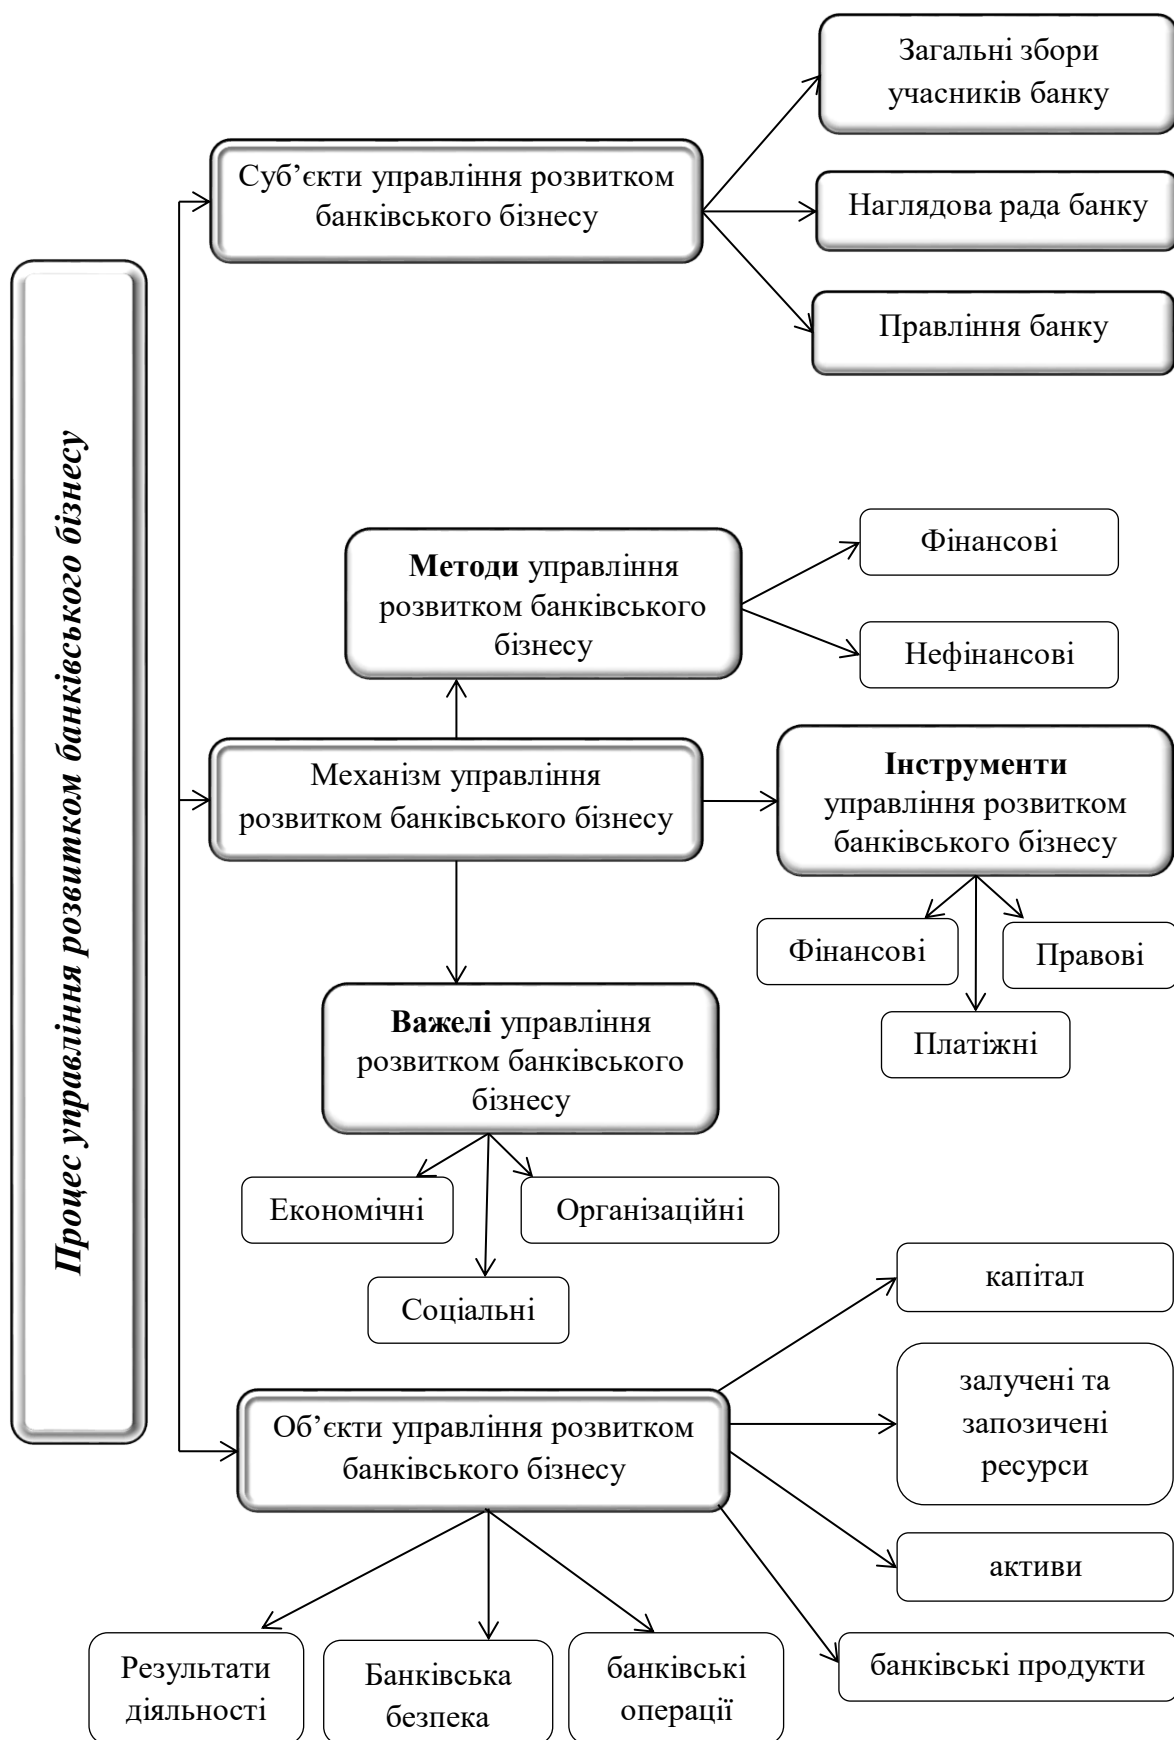 Процес управління розвитком банківського бізнесу
Загальні збори
учасників банку
Суб’єкти управління розвитком
банківського бізнесу
Наглядова рада банку
Правління банку
Методи управління
розвитком банківського
бізнесу
Фінансові
Нефінансові
Механізм управління
розвитком банківського бізнесу
Інструменти
управління розвитком
банківського бізнесу
Фінансові
Правові
Платіжні
Важелі управління
розвитком банківського
бізнесу
Економічні
Організаційні
Соціальні
Об’єкти управління розвитком
банківського бізнесу
капітал
залучені та
запозичені
ресурси
активи
банківські продукти
Результати
діяльності
Банківська
безпека
банківські
операції